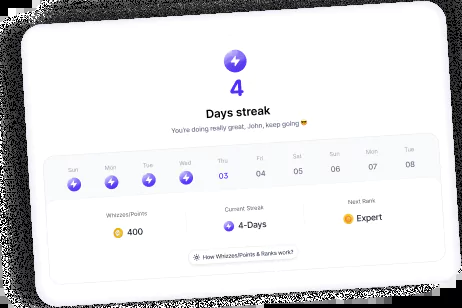 4
Days streak
You're doing really great, John, keep going 😎
Sun Mon Tue Wed Thu Fri Sat Sun Mon Tue
03 04 05 06 07 08
Whizzes/Points Current Streak Next Rank
400 4-Days Expert
How Whizzes/Points & Ranks work?